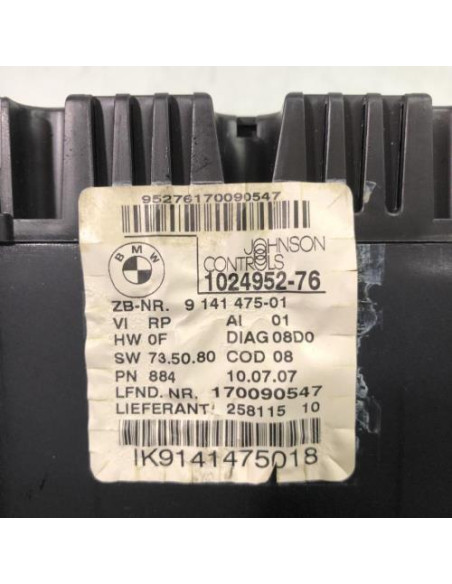 95276170090547
BMW
JOHNSON
CONTROLS
1024952-76
ZB-NR. 9 141 475-01
VI RP AI 01
HW 0F DIAG 08D0
SW 73.50.80 COD 08
PN 884 10.07.07
LFND. NR. 170090547
LIEFERANT 258115 10
IK9141475018